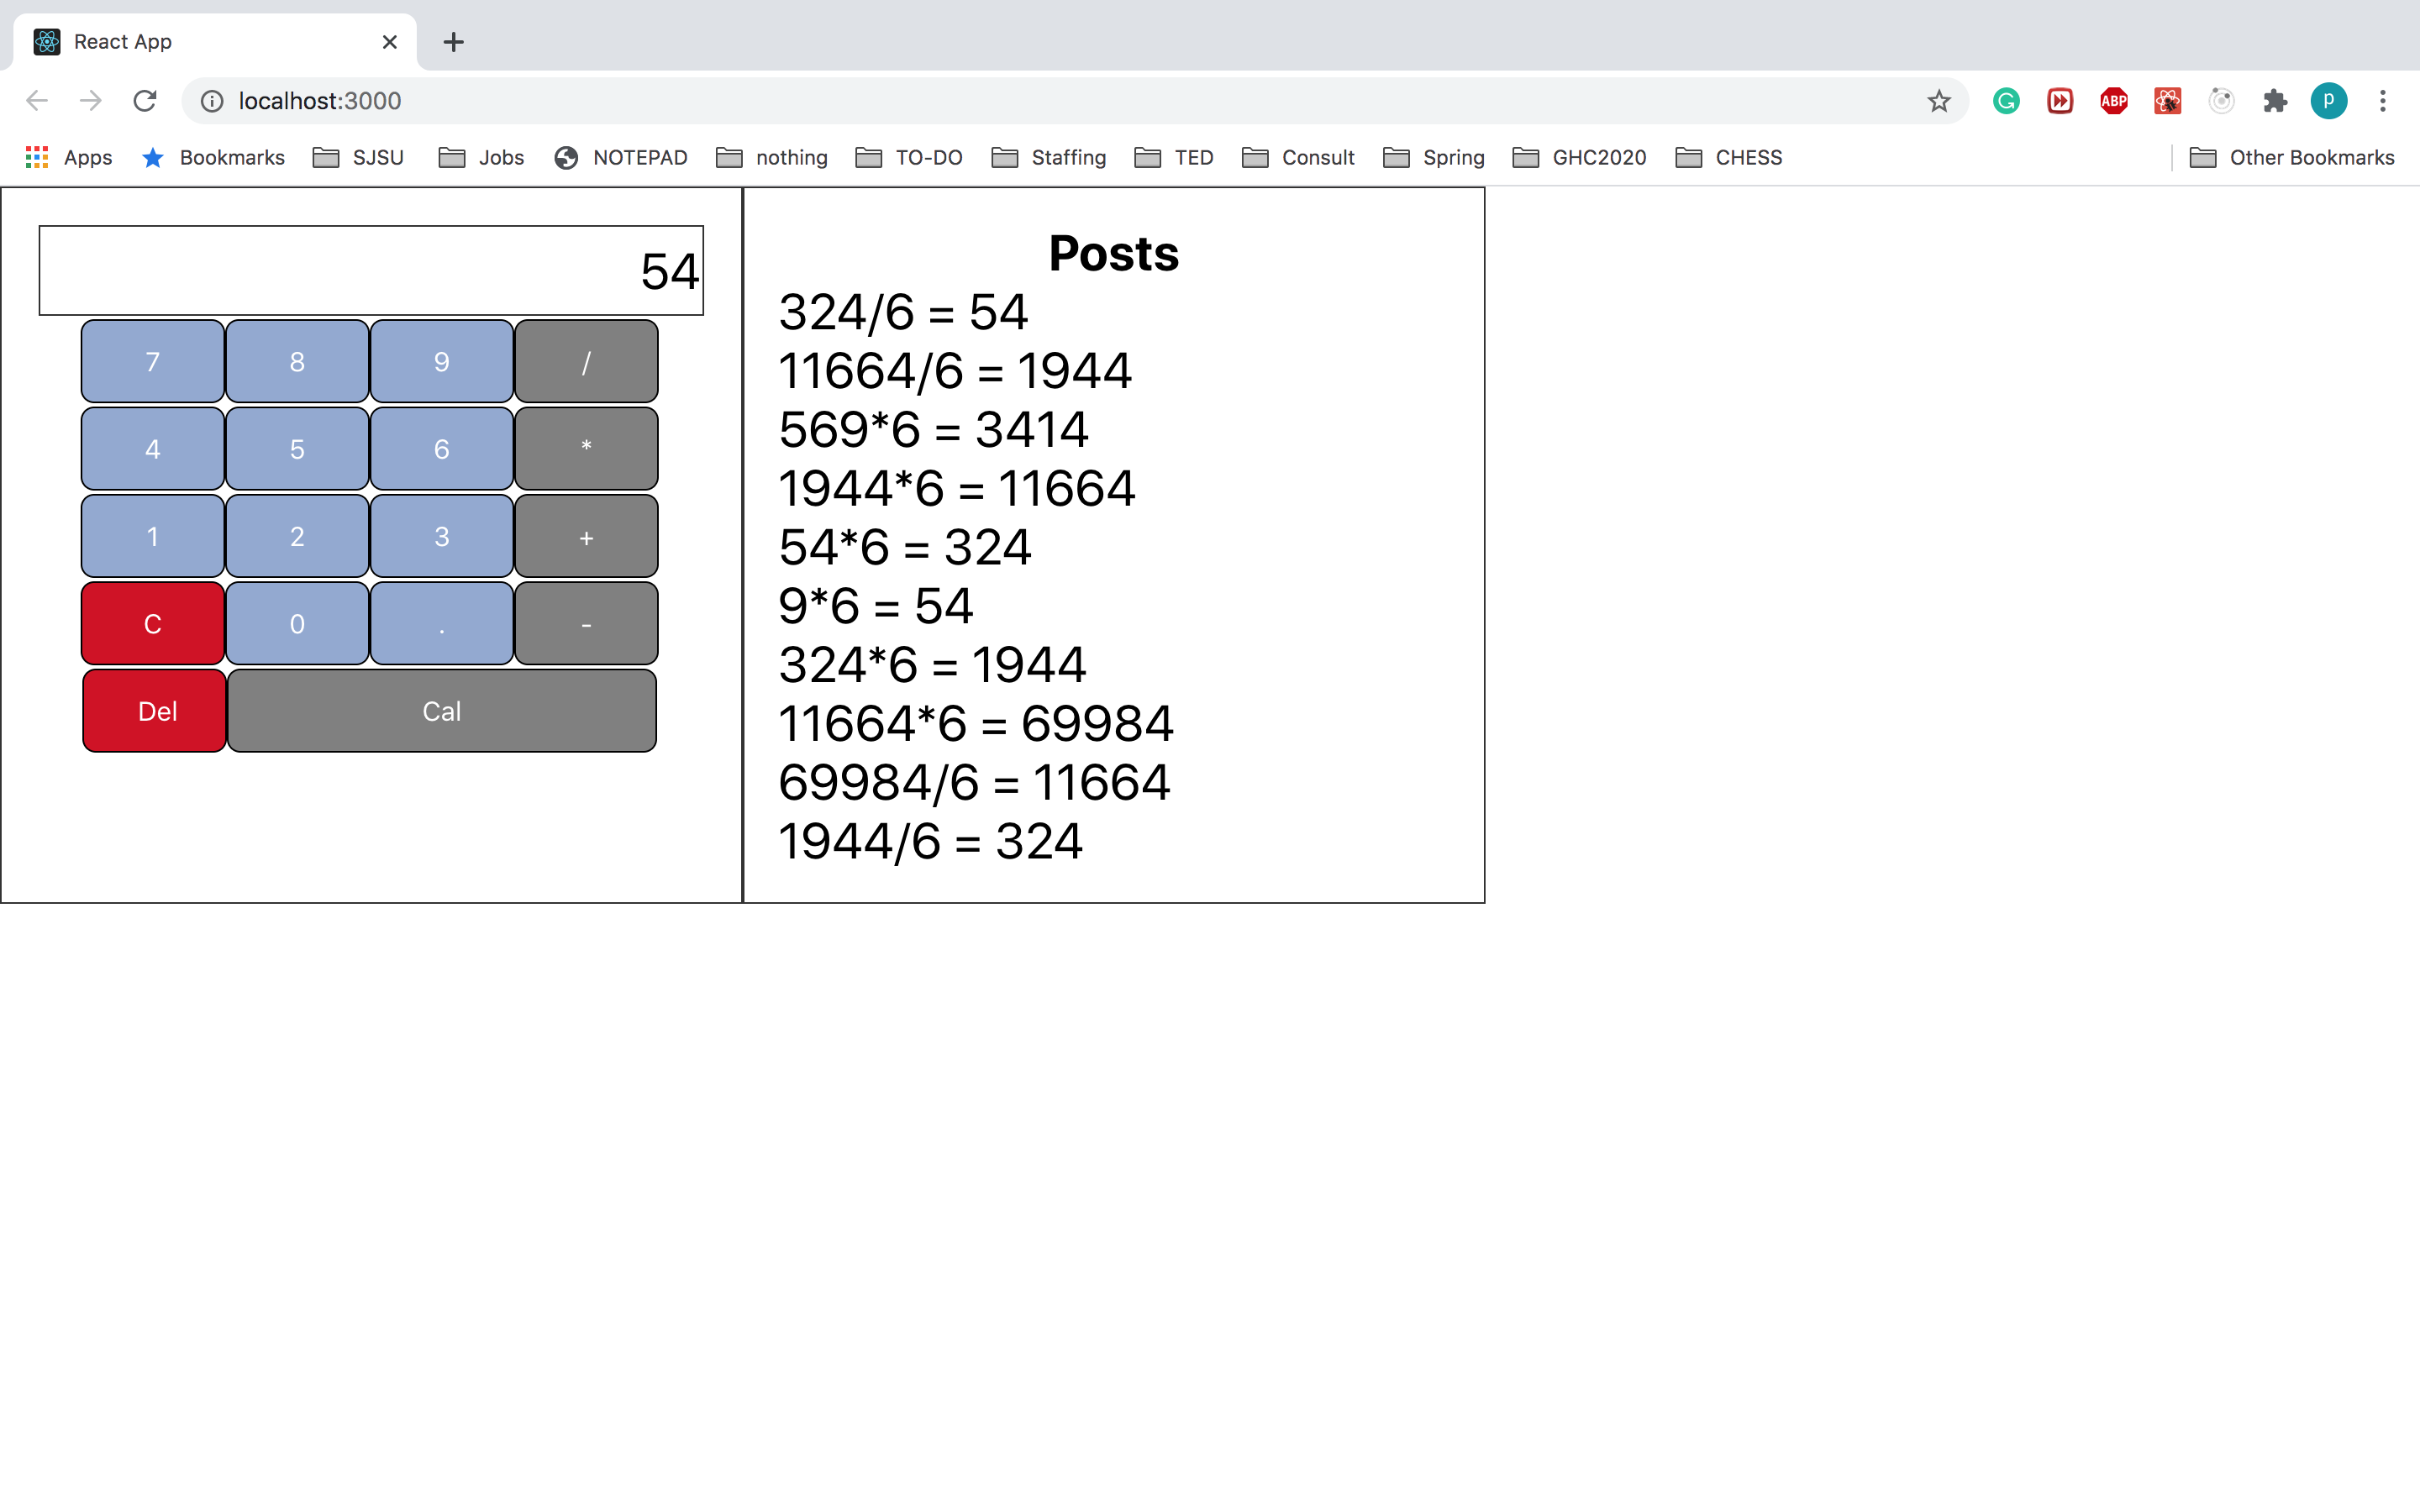 React App
localhost:3000
ABP
p
Apps Bookmarks SJSU Jobs NOTEPAD nothing TO-DO Staffing TED Consult Spring GHC2020 CHESS Other Bookmarks
54
7 8 9 /
4 5 6 *
1 2 3 +
C 0 . -
Del Cal
Posts
324/6 = 54
11664/6 = 1944
569*6 = 3414
1944*6 = 11664
54*6 = 324
9*6 = 54
324*6 = 1944
11664*6 = 69984
69984/6 = 11664
1944/6 = 324